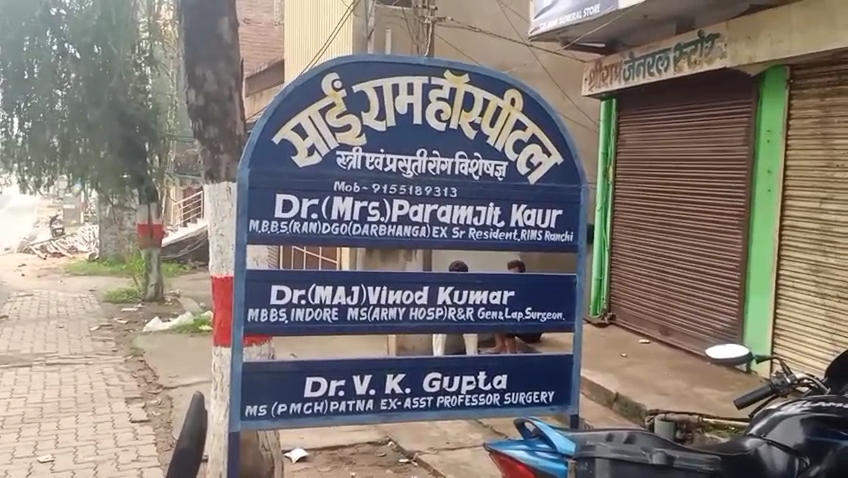 साईं राम हॉस्पीटल
स्त्री एवं प्रसुती रोग विशेषज्ञ
Mob~9155189313
Dr.(Mrs.)Paramjit Kaur
M,B,B,S(RAN)DGO(DARBHANGA)EX Sr Resident,RIMS Ranchi
Dr.(MAJ)Vinod Kumar
MBBS, INDORE MS(ARMY HOSP)R&R Gen&Lap,Surgeon.
Dr.V. K. Gupta
MS (PMCH)PATNA EX-ASST PROFESSOR SURGERY
GENERAL STORE
श्रीराम जेनरल स्टोर